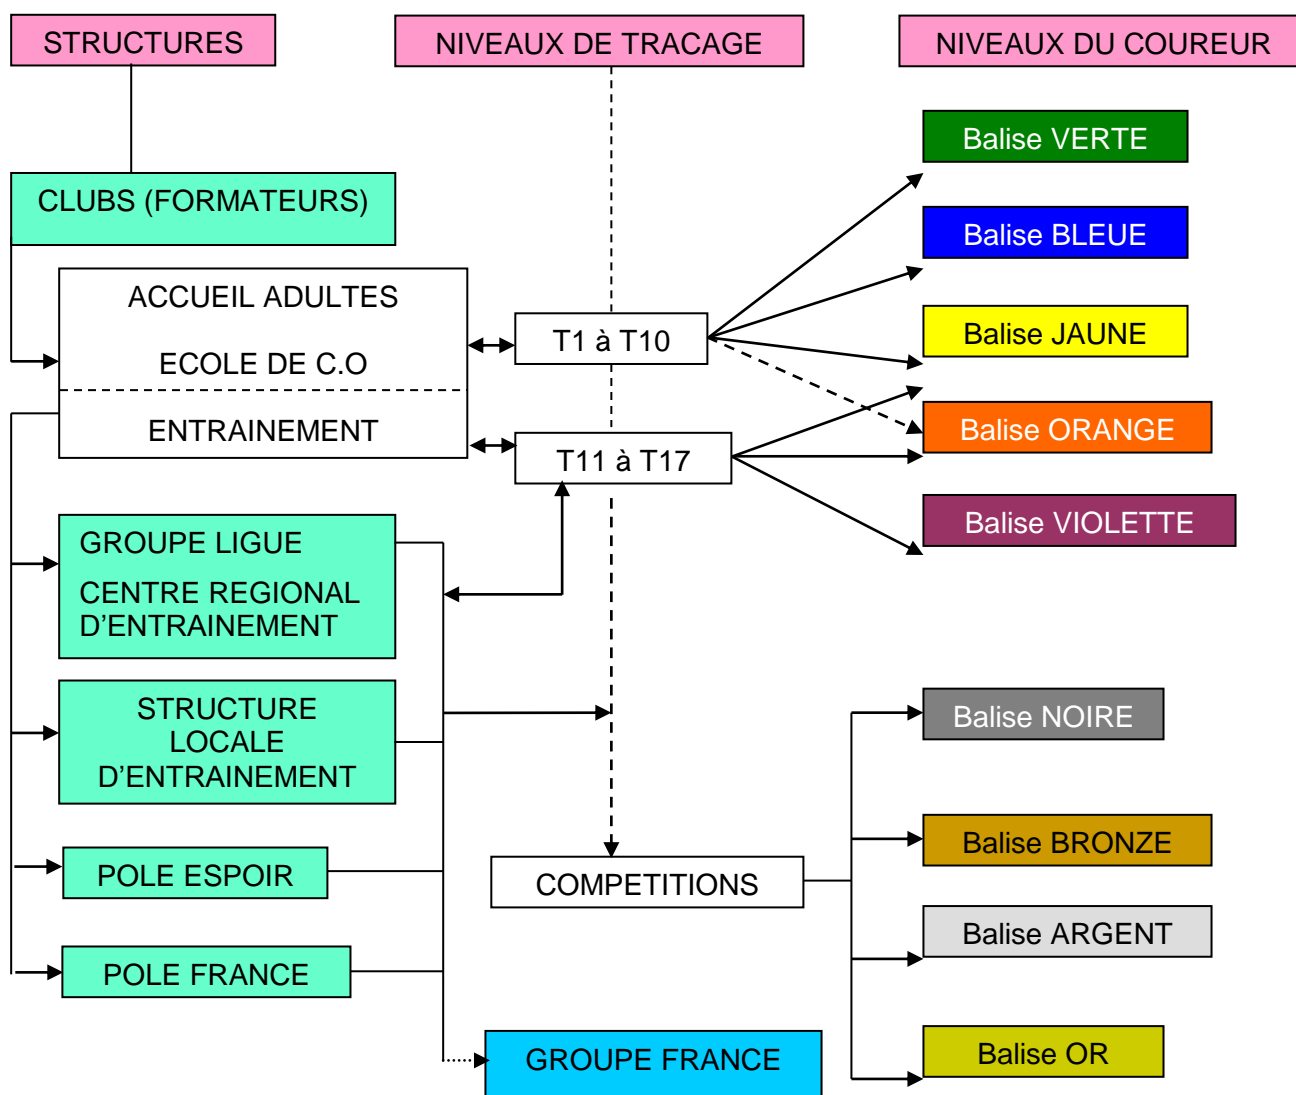 STRUCTURES
NIVEAUX DE TRACAGE
NIVEAUX DU COUREUR
Balise VERTE
CLUBS (FORMATEURS)
Balise BLEUE
ACCUEIL ADULTES
T1 à T10
Balise JAUNE
ECOLE DE C.O
ENTRAINEMENT
Balise ORANGE
T11 à T17
Balise VIOLETTE
GROUPE LIGUE
CENTRE REGIONAL
D’ENTRAINEMENT
STRUCTURE
LOCALE
D’ENTRAINEMENT
Balise NOIRE
Balise BRONZE
POLE ESPOIR
COMPETITIONS
Balise ARGENT
POLE FRANCE
GROUPE FRANCE
Balise OR